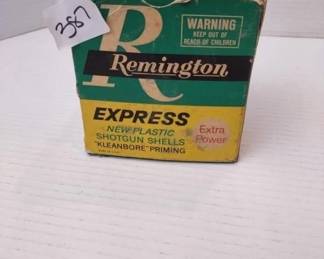 387
R
WARNING
KEEP OUT OF
REACH OF CHILDREN
Remington
EXPRESS
NEW PLASTIC
SHOTGUN SHELLS
"KLEANBORE" PRIMING
Extra
Power